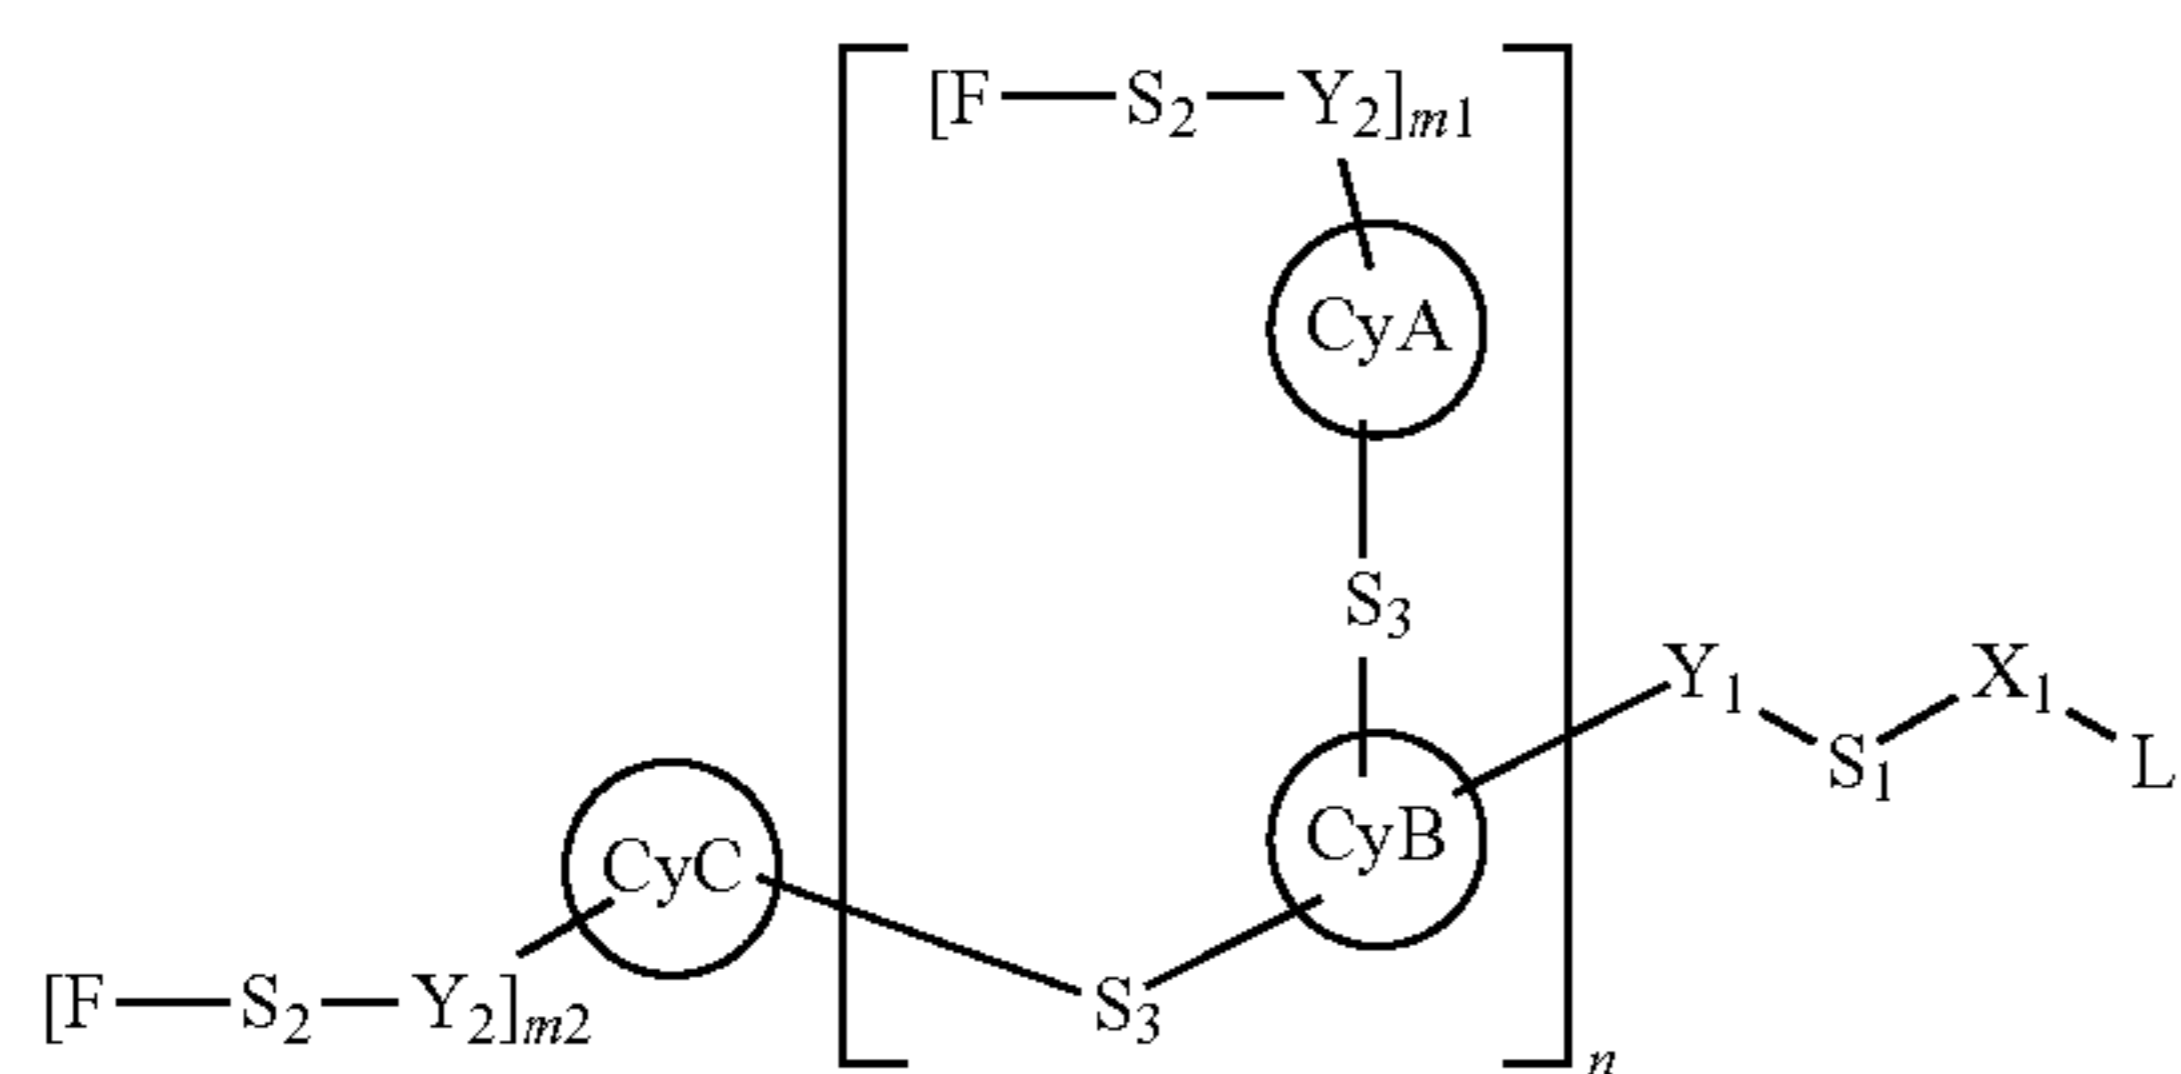 [F—S₂—Y₂]m1
CyA
S₃
Y₁
X₁
S₁
L
CyB
CyC
[F—S₂—Y₂]m2
S₃
n